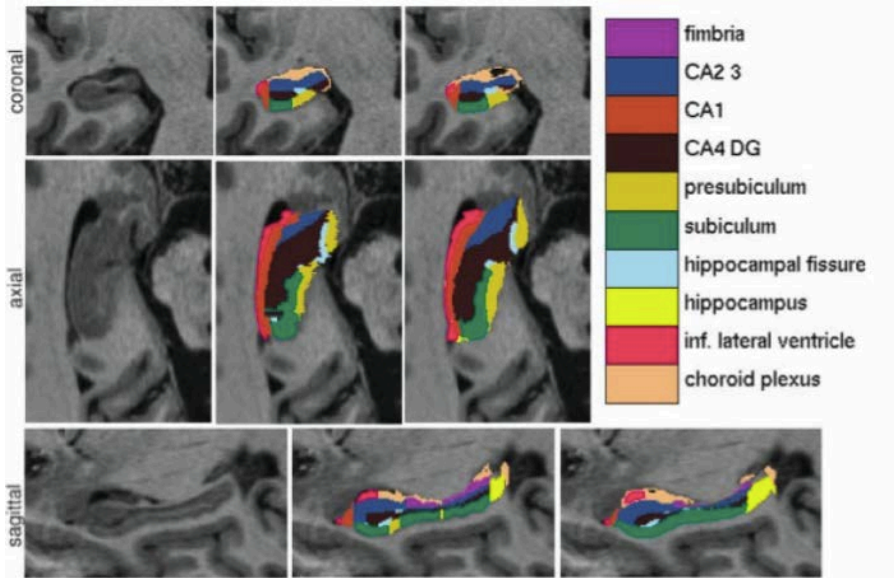 coronal
axial
sagittal
fimbria
CA2 3
CA1
CA4 DG
presubiculum
subiculum
hippocampal fissure
hippocampus
inf. lateral ventricle
choroid plexus